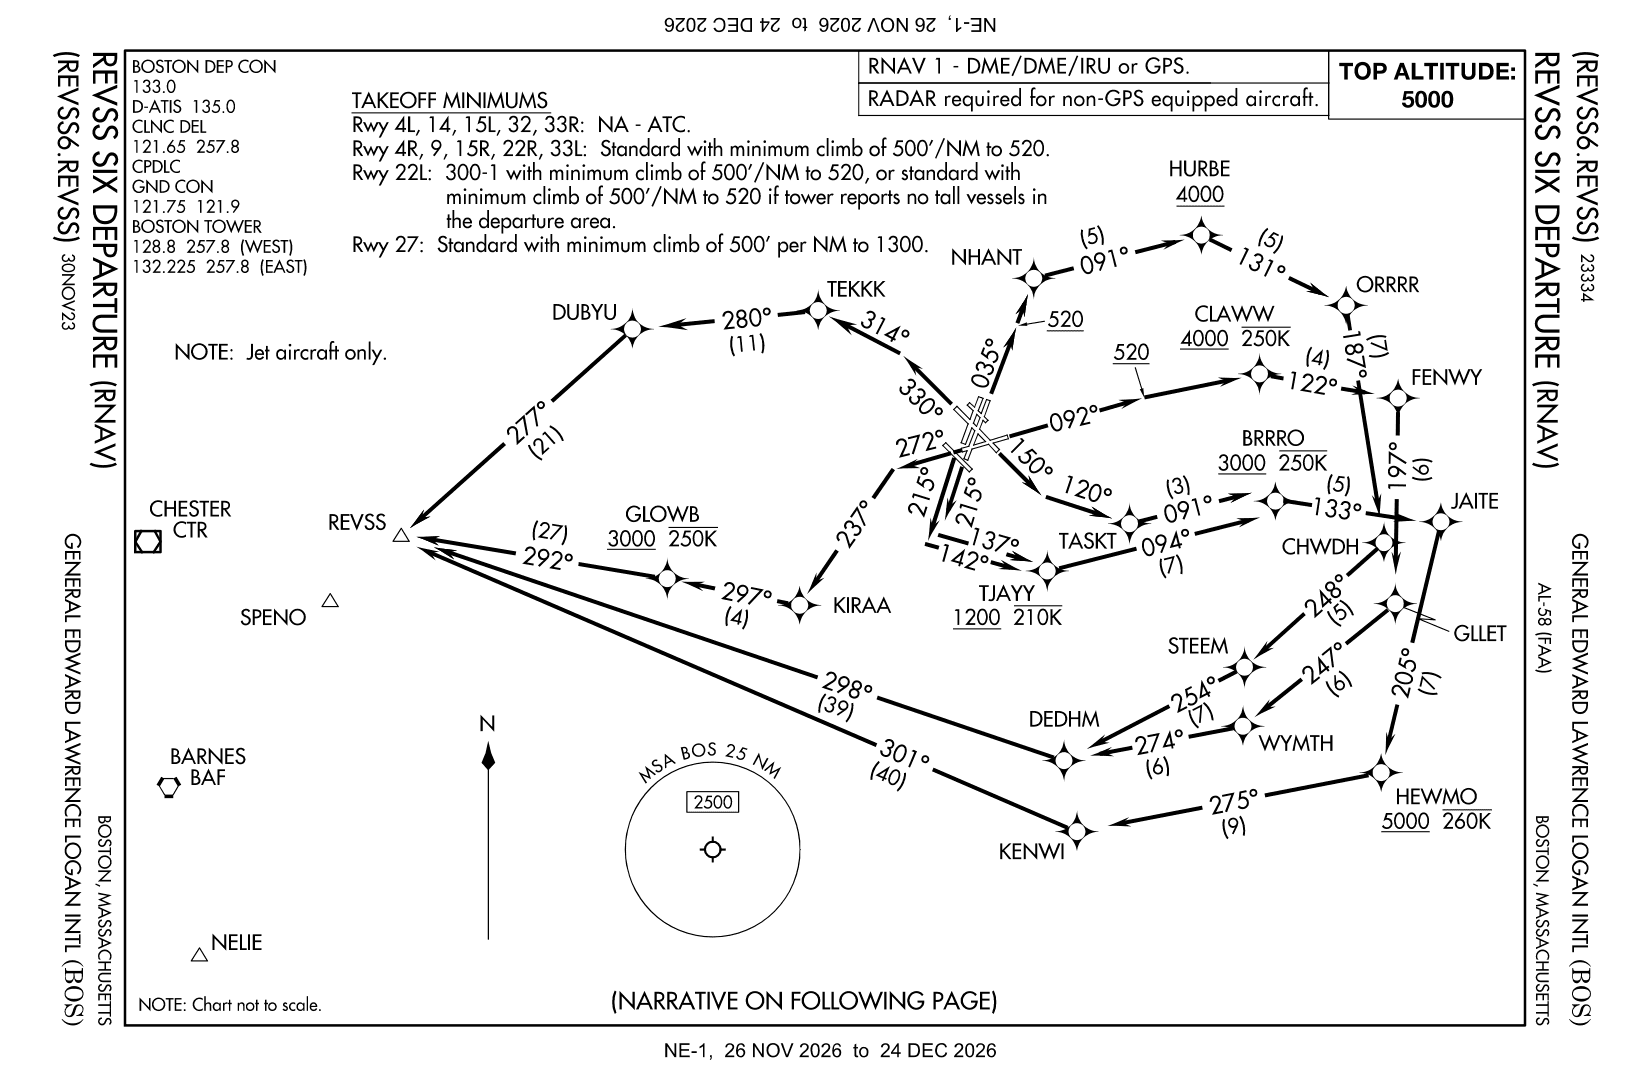 NE-1, 26 NOV 2026 to 24 DEC 2026
(REVSS6.REVSS) 30NOV23
REVSS SIX DEPARTURE (RNAV)
GENERAL EDWARD LAWRENCE LOGAN INTL (BOS)
BOSTON, MASSACHUSETTS
BOSTON DEP CON
133.0
D-ATIS 135.0
CLNC DEL
121.65 257.8
CPDLC
GND CON
121.75 121.9
BOSTON TOWER
128.8 257.8 (WEST)
132.225 257.8 (EAST)
TAKEOFF MINIMUMS
Rwy 4L, 14, 15L, 32, 33R: NA - ATC.
Rwy 4R, 9, 15R, 22R, 33L: Standard with minimum climb of 500'/NM to 520.
Rwy 22L: 300-1 with minimum climb of 500'/NM to 520, or standard with
minimum climb of 500'/NM to 520 if tower reports no tall vessels in
the departure area.
Rwy 27: Standard with minimum climb of 500' per NM to 1300.
RNAV 1 - DME/DME/IRU or GPS.
RADAR required for non-GPS equipped aircraft.
TOP ALTITUDE:
5000
NOTE: Jet aircraft only.
HURBE
4000
NHANT
(5)
091°
(5)
131°
ORRRR
TEKKK
DUBYU
280°
(11)
314°
330°
035°
520
CLAWW
4000 250K
520
(4)
122°
(7)
187°
FENWY
092°
277°
(21)
272°
150°
120°
BRRRO
3000 250K
(3)
091°
(5)
133°
197°
(6)
JAITE
215°
215°
TASKT
094°
(7)
CHWDH
137°
142°
TJAYY
1200 210K
CHESTER
CTR
REVSS
(27)
292°
GLOWB
3000 250K
237°
297°
(4)
KIRAA
SPENO
248°
(5)
GLLET
STEEM
247°
(6)
205°
(7)
254°
(7)
298°
(39)
DEDHM
274°
(6)
WYMTH
301°
(40)
HEWMO
5000 260K
275°
(9)
KENWI
N
BARNES
BAF
MSA BOS 25 NM
2500
NELIE
NOTE: Chart not to scale.
(NARRATIVE ON FOLLOWING PAGE)
REVSS SIX DEPARTURE (RNAV)
(REVSS6.REVSS) 23334
AL-58 (FAA)
GENERAL EDWARD LAWRENCE LOGAN INTL (BOS)
BOSTON, MASSACHUSETTS
NE-1, 26 NOV 2026 to 24 DEC 2026